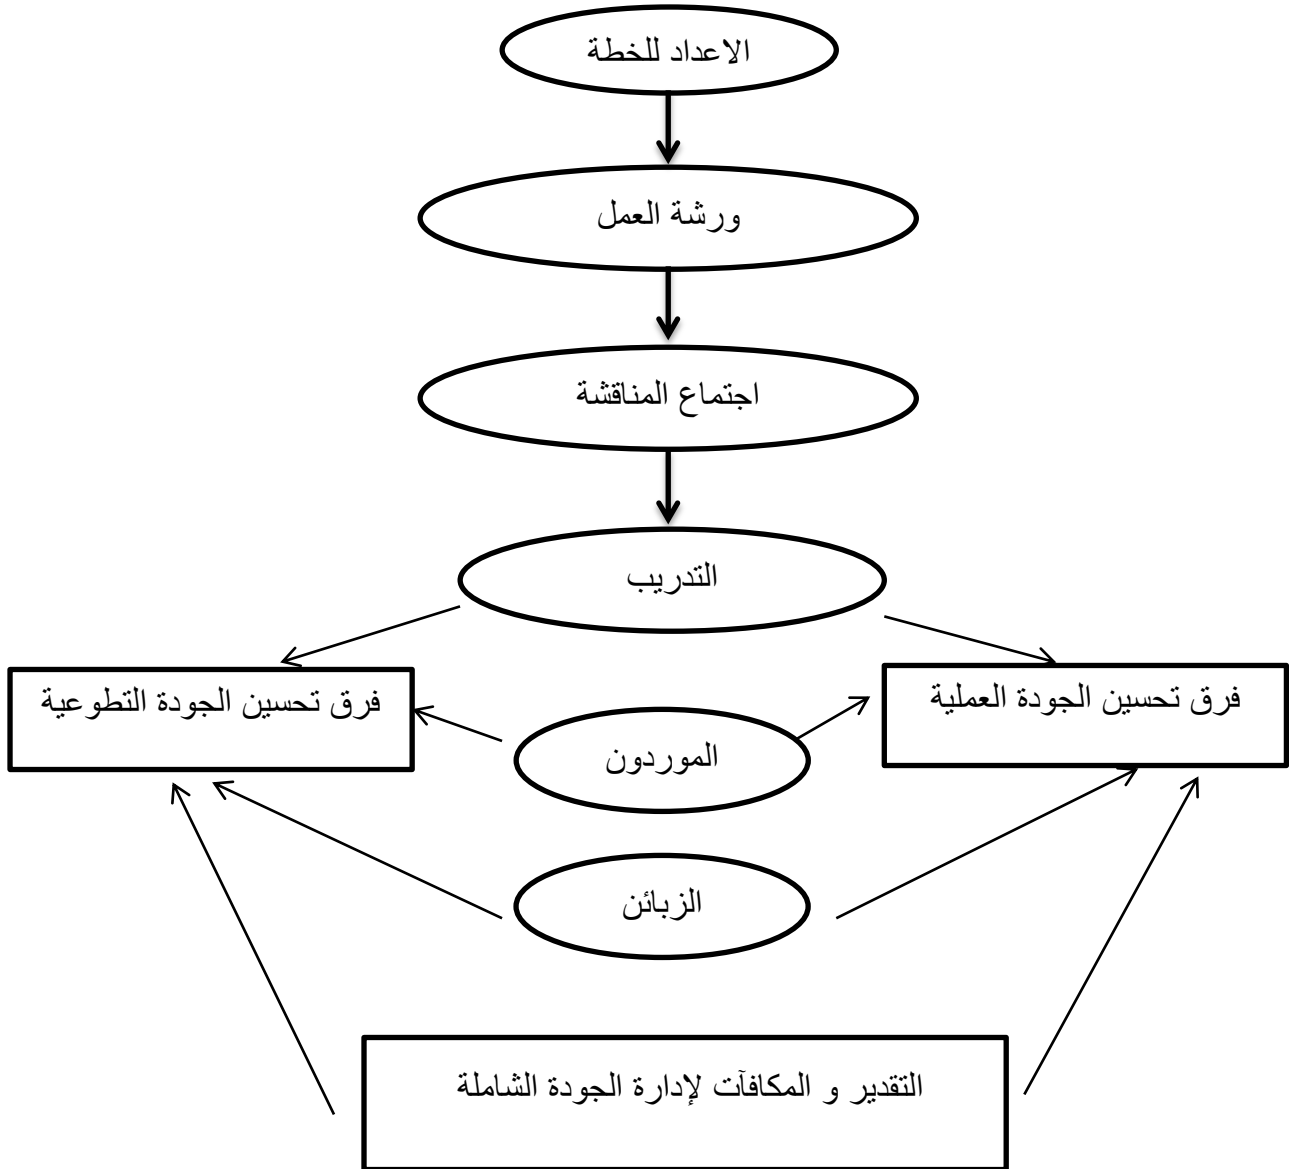 الاعداد للخطة
ورشة العمل
اجتماع المناقشة
التدريب
فرق تحسين الجودة العملية
فرق تحسين الجودة التطوعية
الموردون
الزبائن
التقدير و المكافآت لإدارة الجودة الشاملة